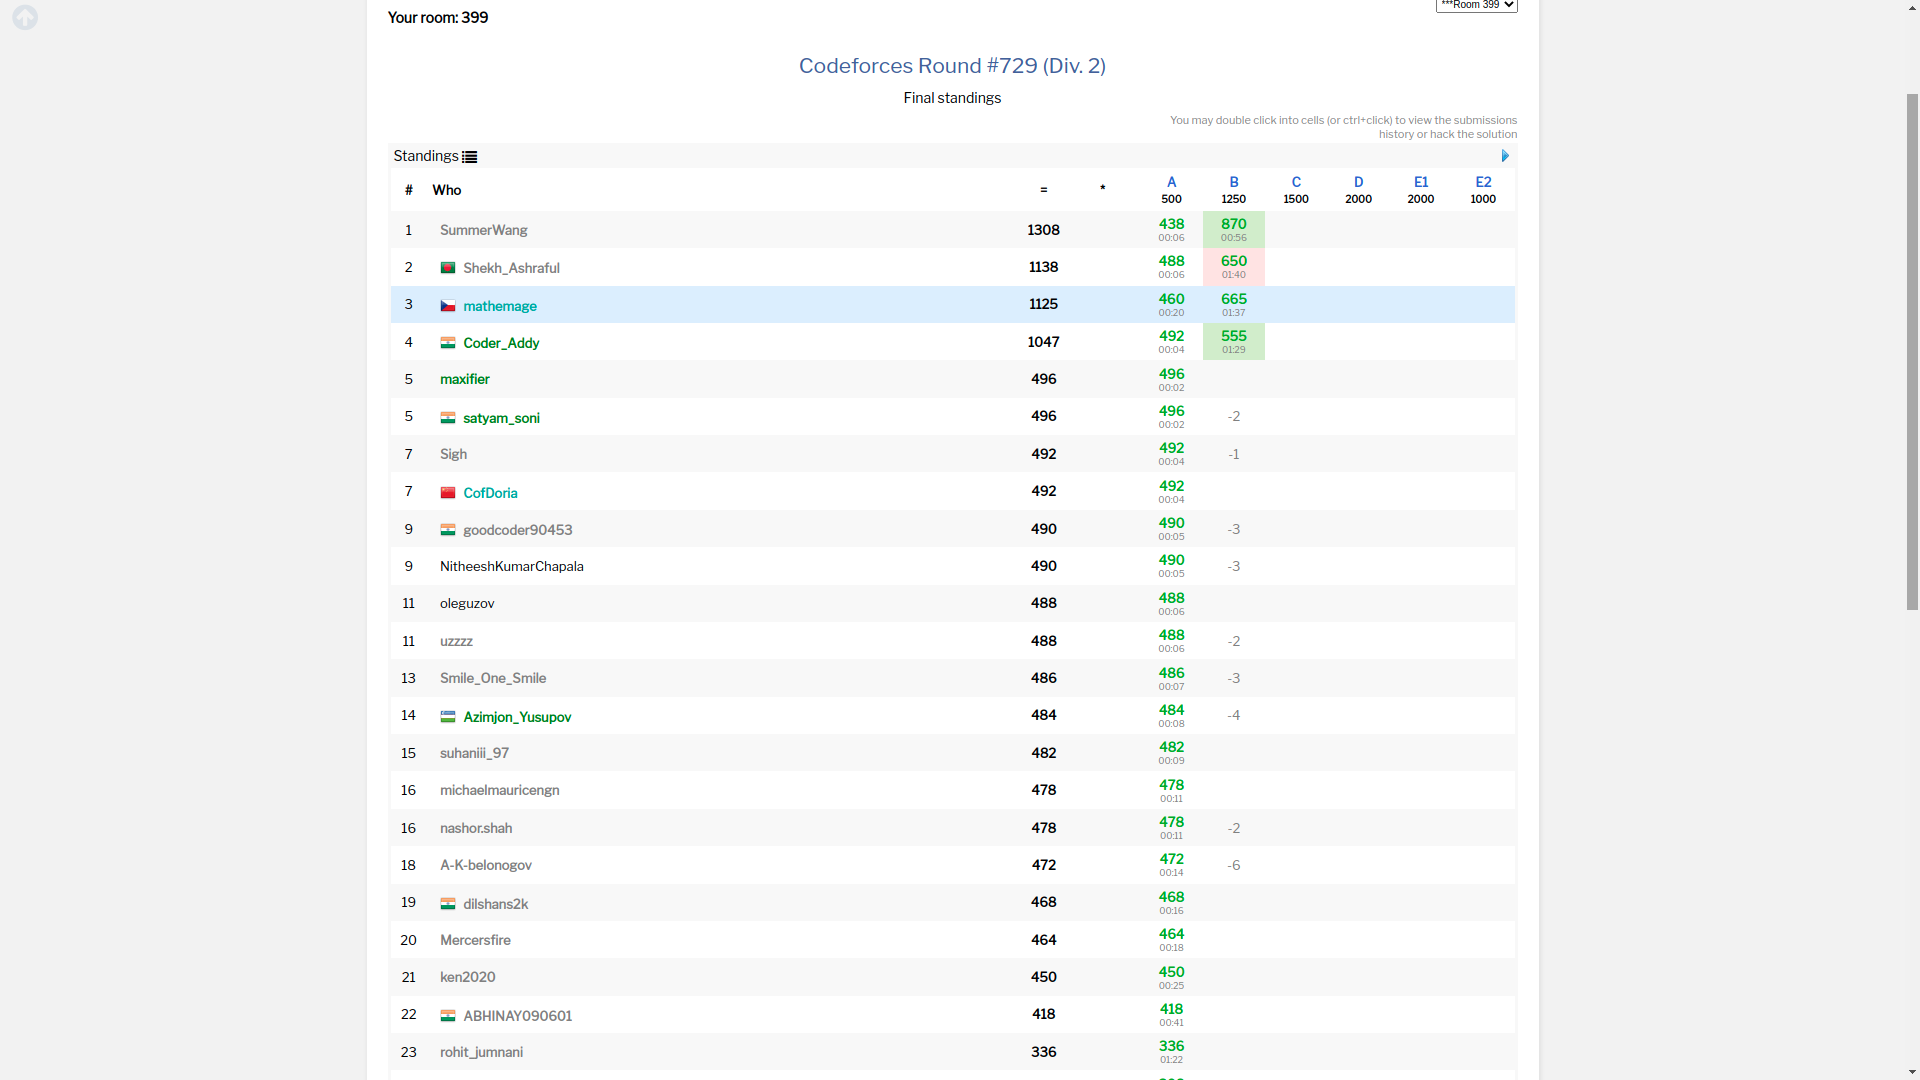 ***Room 399
Your room: 399
Codeforces Round #729 (Div. 2)
Final standings
You may double click into cells (or ctrl+click) to view the submissions
history or hack the solution
Standings
# Who = * A B C D E1 E2
500 1250 1500 2000 2000 1000
1 SummerWang 1308 438 870
00:06 00:56
2 Shekh_Ashraful 1138 488 650
00:06 01:40
3 mathemage 1125 460 665
00:20 01:37
4 Coder_Addy 1047 492 555
00:04 01:29
5 maxifier 496 496
00:02
5 satyam_soni 496 496 -2
00:02
7 Sigh 492 492 -1
00:04
7 CofDoria 492 492
00:04
9 goodcoder90453 490 490 -3
00:05
9 NitheeshKumarChapala 490 490 -3
00:05
11 oleguzov 488 488
00:06
11 uzzzz 488 488 -2
00:06
13 Smile_One_Smile 486 486 -3
00:07
14 Azimjon_Yusupov 484 484 -4
00:08
15 suhaniii_97 482 482
00:09
16 michaelmauricengn 478 478
00:11
16 nashor.shah 478 478 -2
00:11
18 A-K-belonogov 472 472 -6
00:14
19 dilshans2k 468 468
00:16
20 Mercersfire 464 464
00:18
21 ken2020 450 450
00:25
22 ABHINAY090601 418 418
00:41
23 rohit_jumnani 336 336
01:22